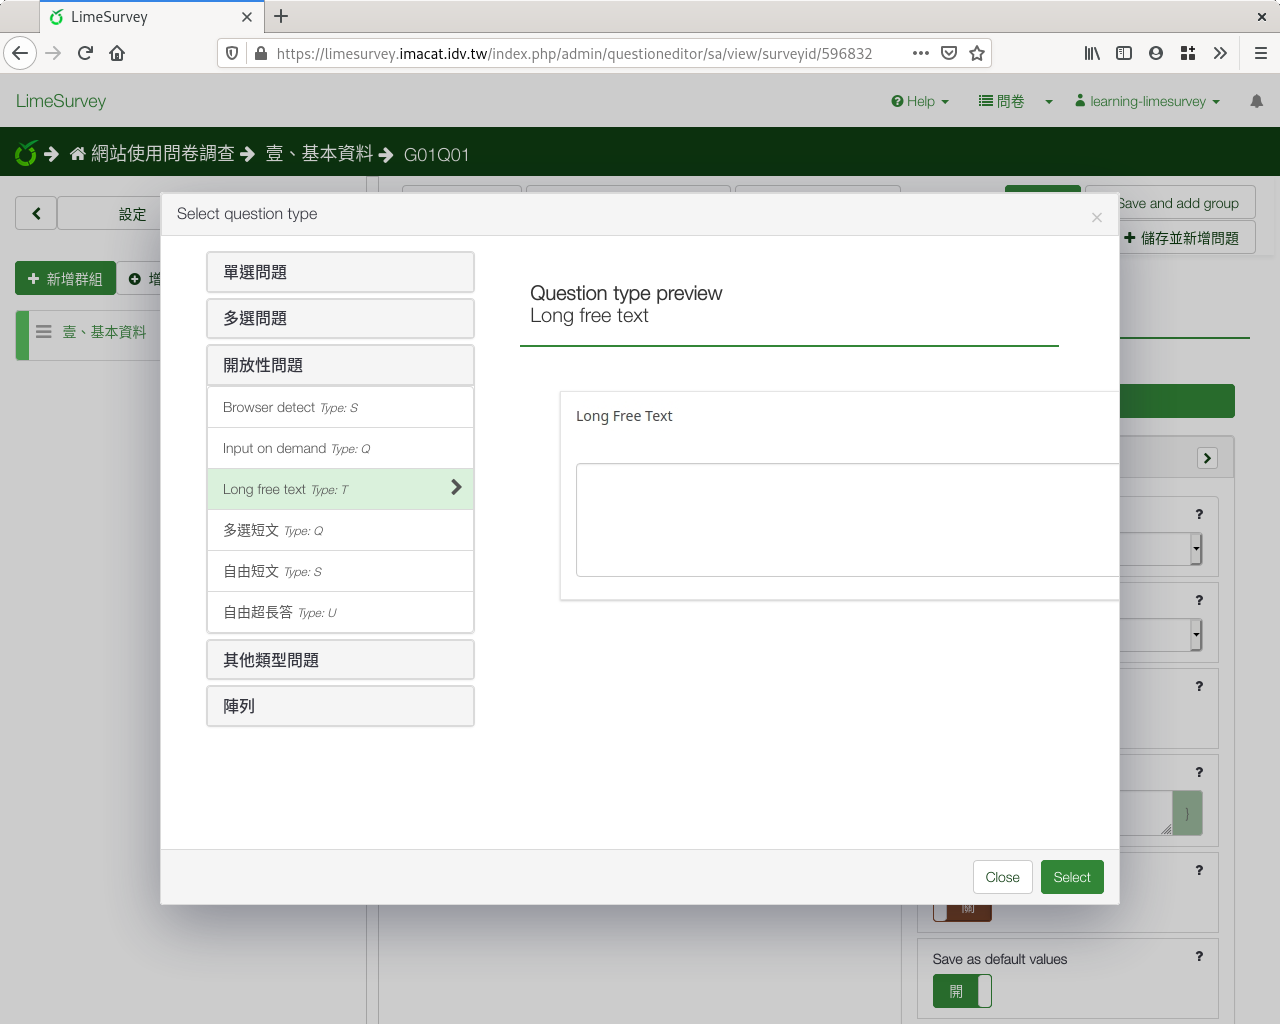 LimeSurvey
https://limesurvey.imacat.idv.tw/index.php/admin/questioneditor/sa/view/surveyid/596832
LimeSurvey
Help
問卷
learning-limesurvey
網站使用問卷調查
壹、基本資料
G01Q01
設定
Save and add group
儲存並新增問題
新增群組
增
壹、基本資料
Select question type
×
單選問題
多選問題
開放性問題
Browser detect Type: S
Input on demand Type: Q
Long free text Type: T
多選短文 Type: Q
自由短文 Type: S
自由超長答 Type: U
其他類型問題
陣列
Question type preview
Long free text
Long Free Text
?
?
?
?
}
?
Close
Select
關
Save as default values
?
開